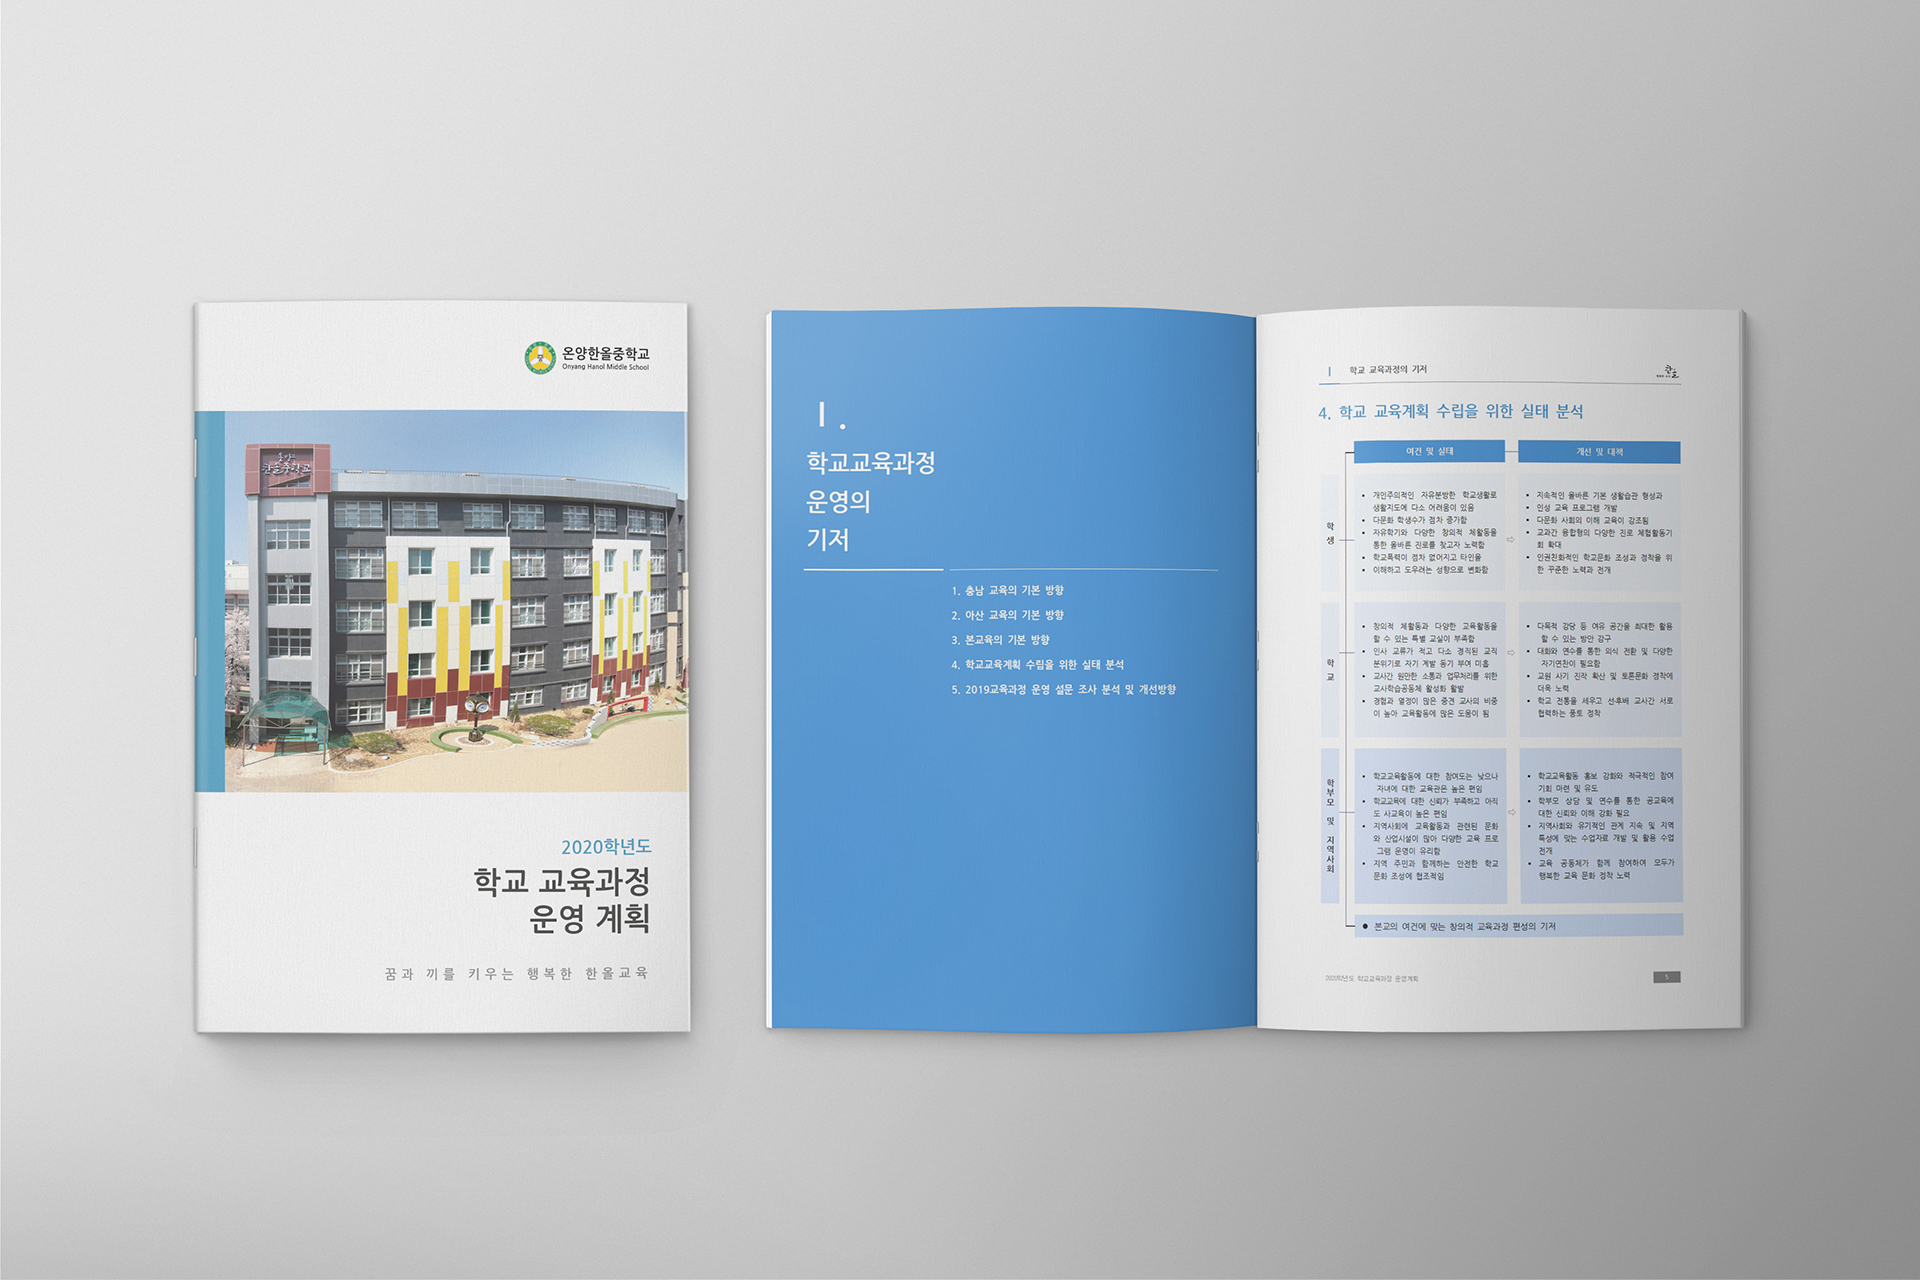 온양한올중학교
Onyang Hanol Middle School
온양
한올중학교
2020학년도
학교 교육과정
운영 계획
꿈과 끼를 키우는 행복한 한올교육
Ⅰ.
학교교육과정
운영의
기저
1. 충남 교육의 기본 방향
2. 아산 교육의 기본 방향
3. 본교육의 기본 방향
4. 학교교육계획 수립을 위한 실태 분석
5. 2019교육과정 운영 설문 조사 분석 및 개선방향
Ⅰ 학교 교육과정의 기저
한올
4. 학교 교육계획 수립을 위한 실태 분석
여건 및 실태
개선 및 대책
학생
• 개인주의적인 자유분방한 학교생활로
생활지도에 다소 어려움이 있음
• 다문화 학생수가 점차 증가함
• 자유학기와 다양한 창의적 체활동을
통한 올바른 진로를 찾고자 노력함
• 학교폭력이 점차 없어지고 타인을
• 이해하고 도우려는 성향으로 변화함
⇨
• 지속적인 올바른 기본 생활습관 형성과
• 인성 교육 프로그램 개발
• 다문화 사회의 이해 교육이 강조됨
• 교과간 융합형의 다양한 진로 체험활동기
회 확대
• 인권친화적인 학교문화 조성과 정착을 위
한 꾸준한 노력과 전개
학교
• 창의적 체활동과 다양한 교육활동을
할 수 있는 특별 교실이 부족함
• 인사 교류가 적고 다소 경직된 교직
분위기로 자기 계발 동기 부여 미흡
• 교사간 원만한 소통과 업무처리를 위한
교사학습공동체 활성화 활발
• 경험과 열정이 많은 중견 교사의 비중
이 높아 교육활동에 많은 도움이 됨
⇨
• 다목적 강당 등 여유 공간을 최대한 활용
할 수 있는 방안 강구
• 대화와 연수를 통한 의식 전환 및 다양한
자기연찬이 필요함
• 교원 사기 진작 확산 및 토론문화 정착에
더욱 노력
• 학교 전통을 세우고 선·후배 교사간 서로
협력하는 풍토 정착
학부모 및 지역사회
• 학교교육활동에 대한 참여도는 낮으나
자녀에 대한 교육관은 높은 편임
• 학교교육에 대한 신뢰가 부족하고 아직
도 사교육이 높은 편임
• 지역사회에 교육활동과 관련된 문화
와 산업시설이 많아 다양한 교육 프로
그램 운영이 유리함
• 지역 주민과 함께하는 안전한 학교
문화 조성에 협조적임
⇨
• 학교교육활동 홍보 강화와 적극적인 참여
기회 마련 및 유도
• 학부모 상담 및 연수를 통한 공교육에
대한 신뢰와 이해 강화 필요
• 지역사회와 유기적인 관계 지속 및 지역
특성에 맞는 수업자료 개발 및 활용 수업
전개
• 교육 공동체가 함께 참여하여 모두가
행복한 교육 문화 정착 노력
● 본교의 여건에 맞는 창의적 교육과정 편성의 기저
2020학년도 학교교육과정 운영계획
5